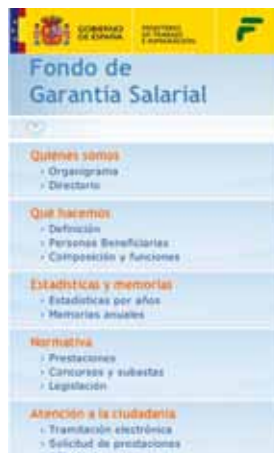 GOBIERNO
DE ESPAÑA
MINISTERIO
DE TRABAJO
E INMIGRACIÓN
Fondo de
Garantía Salarial
Quiénes somos
Organigrama
Directorio
Qué hacemos
Definición
Personas Beneficiarias
Composición y funciones
Estadísticas y memorias
Estadísticas por años
Memorias anuales
Normativa
Prestaciones
Concursos y subastas
Legislación
Atención a la ciudadanía
Tramitación electrónica
Solicitud de prestaciones